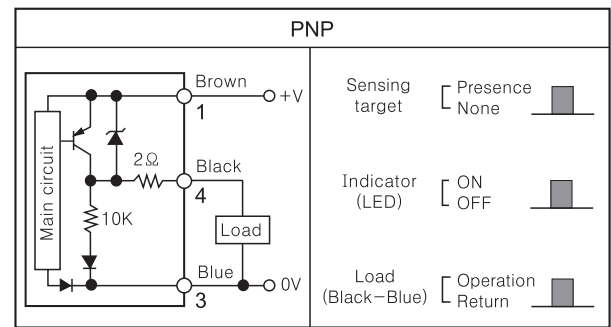 PNP
Main circuit
10K
2Ω
Brown
1
+V
Black
4
Load
Blue
3
0V
Sensing
target
Presence
None
Indicator
(LED)
ON
OFF
Load
(Black-Blue)
Operation
Return